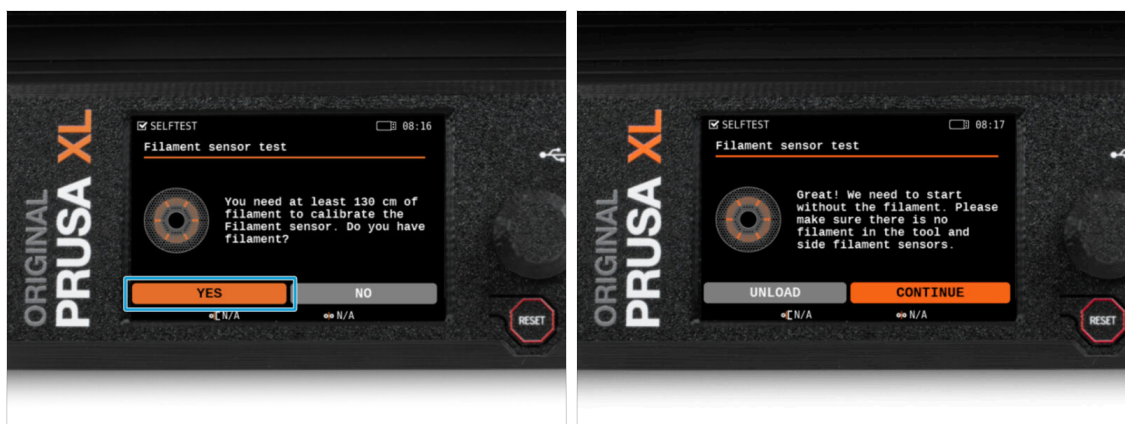 ORIGINAL
PRUSA XL
SELFTEST
08:16
Filament sensor test
You need at least 130 cm of
filament to calibrate the
Filament sensor. Do you have
filament?
YES
NO
N/A
N/A
RESET
ORIGINAL
PRUSA XL
SELFTEST
08:17
Filament sensor test
Great! We need to start
without the filament. Please
make sure there is no
filament in the tool and
side filament sensors.
UNLOAD
CONTINUE
N/A
N/A
RESET